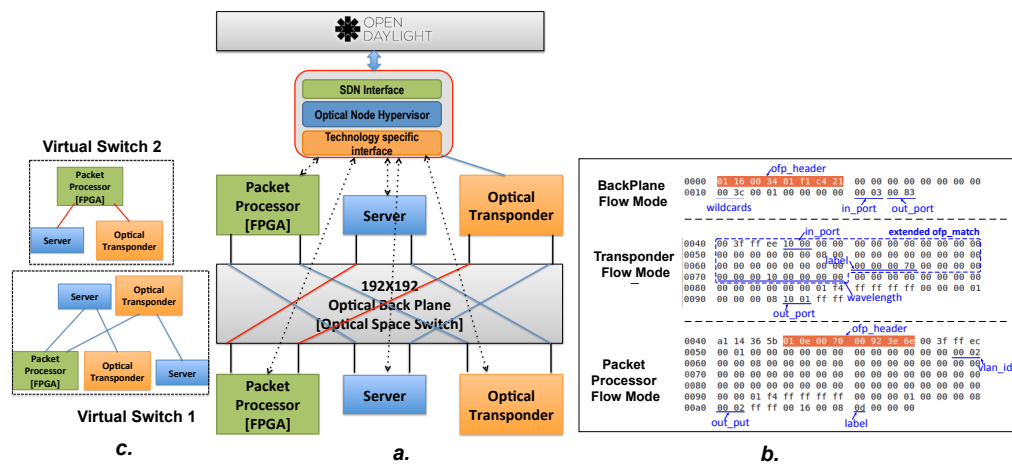 OPEN
DAYLIGHT
SDN Interface
Optical Node Hypervisor
Technology specific
interface
Packet
Processor
[FPGA]
Server
Optical
Transponder
192X192
Optical Back Plane
[Optical Space Switch]
Packet
Processor
[FPGA]
Server
Optical
Transponder
a.
Virtual Switch 2
Packet
Processor
[FPGA]
Server
Optical
Transponder
Server
Optical
Transponder
Packet
Processor
[FPGA]
Optical
Transponder
Server
Virtual Switch 1
c.
BackPlane
Flow Mode
ofp_header
0000 01 16 00 34 01 f1 c4 21 00 00 00 00 00 00 00 00
0010 00 3c 00 01 00 00 00 00 00 03 00 83
wildcards in_port out_port
Transponder
Flow Mode
in_port
extended ofp_match
0040 00 3f ff ee 10 00 00 00 00 00 00 00 00 00 00 00
0050 00 00 00 00 00 00 08 00 00 00 00 00 00 00 00 00
label
0060 00 00 00 00 00 00 00 00 00 00 00 70 00 00 00 00
0070 00 00 00 10 00 00 00 00 00 00 00 00 00 00 00 00
0080 00 00 00 08 00 00 01 f4 ff ff ff ff 00 00 00 01
0090 00 00 00 08 10 01 ff ff
wavelength
out_port
Packet
Processor
Flow Mode
ofp_header
0040 a1 14 36 5b 01 0e 00 70 00 92 3e 6e 00 3f ff ec
0050 00 01 00 00 00 00 00 00 00 00 00 00 00 00 00 02
vlan_id
0060 00 00 08 00 00 00 00 00 00 00 00 00 00 00 00 00
0070 00 00 00 00 00 00 00 00 00 00 00 00 00 00 00 00
0080 00 00 00 00 00 00 00 00 00 00 00 00 00 00 00 00
0090 00 00 01 f4 ff ff ff ff 00 00 00 01 00 00 00 08
00a0 00 02 ff ff 00 16 00 08 0d 00 00 00
out_put label
b.